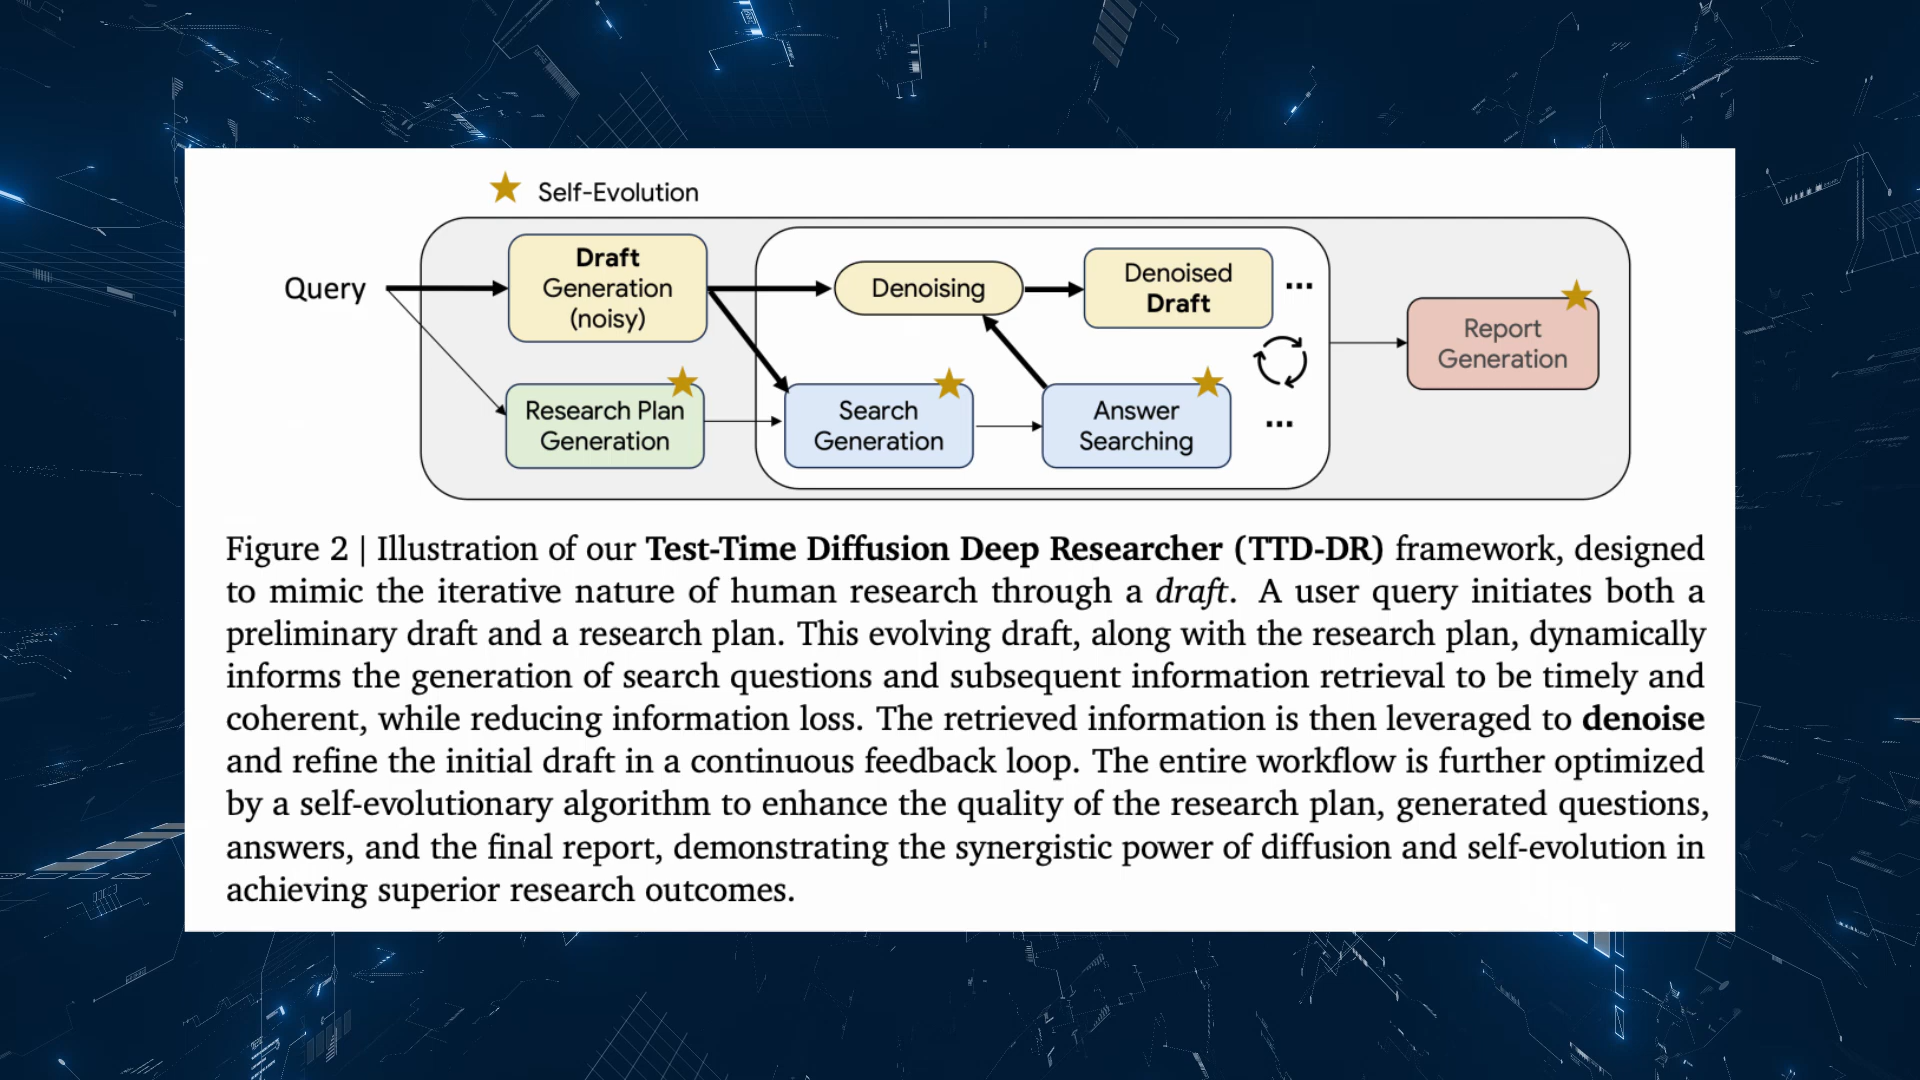 Self-Evolution
Query
Draft
Generation
(noisy)
Denoising
Denoised
Draft
...
Research Plan
Generation
Search
Generation
Answer
Searching
...
Report
Generation
Figure 2 | Illustration of our Test-Time Diffusion Deep Researcher (TTD-DR) framework, designed
to mimic the iterative nature of human research through a draft. A user query initiates both a
preliminary draft and a research plan. This evolving draft, along with the research plan, dynamically
informs the generation of search questions and subsequent information retrieval to be timely and
coherent, while reducing information loss. The retrieved information is then leveraged to denoise
and refine the initial draft in a continuous feedback loop. The entire workflow is further optimized
by a self-evolutionary algorithm to enhance the quality of the research plan, generated questions,
answers, and the final report, demonstrating the synergistic power of diffusion and self-evolution in
achieving superior research outcomes.